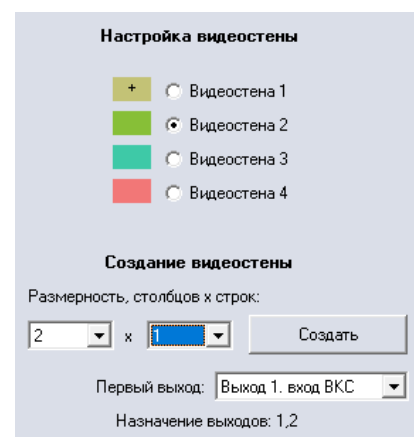 Настройка видеостены
+ Видеостена 1
Видеостена 2
Видеостена 3
Видеостена 4
Создание видеостены
Размерность, столбцов x строк:
2 x 1 Создать
Первый выход: Выход 1. вход ВКС
Назначение выходов: 1,2